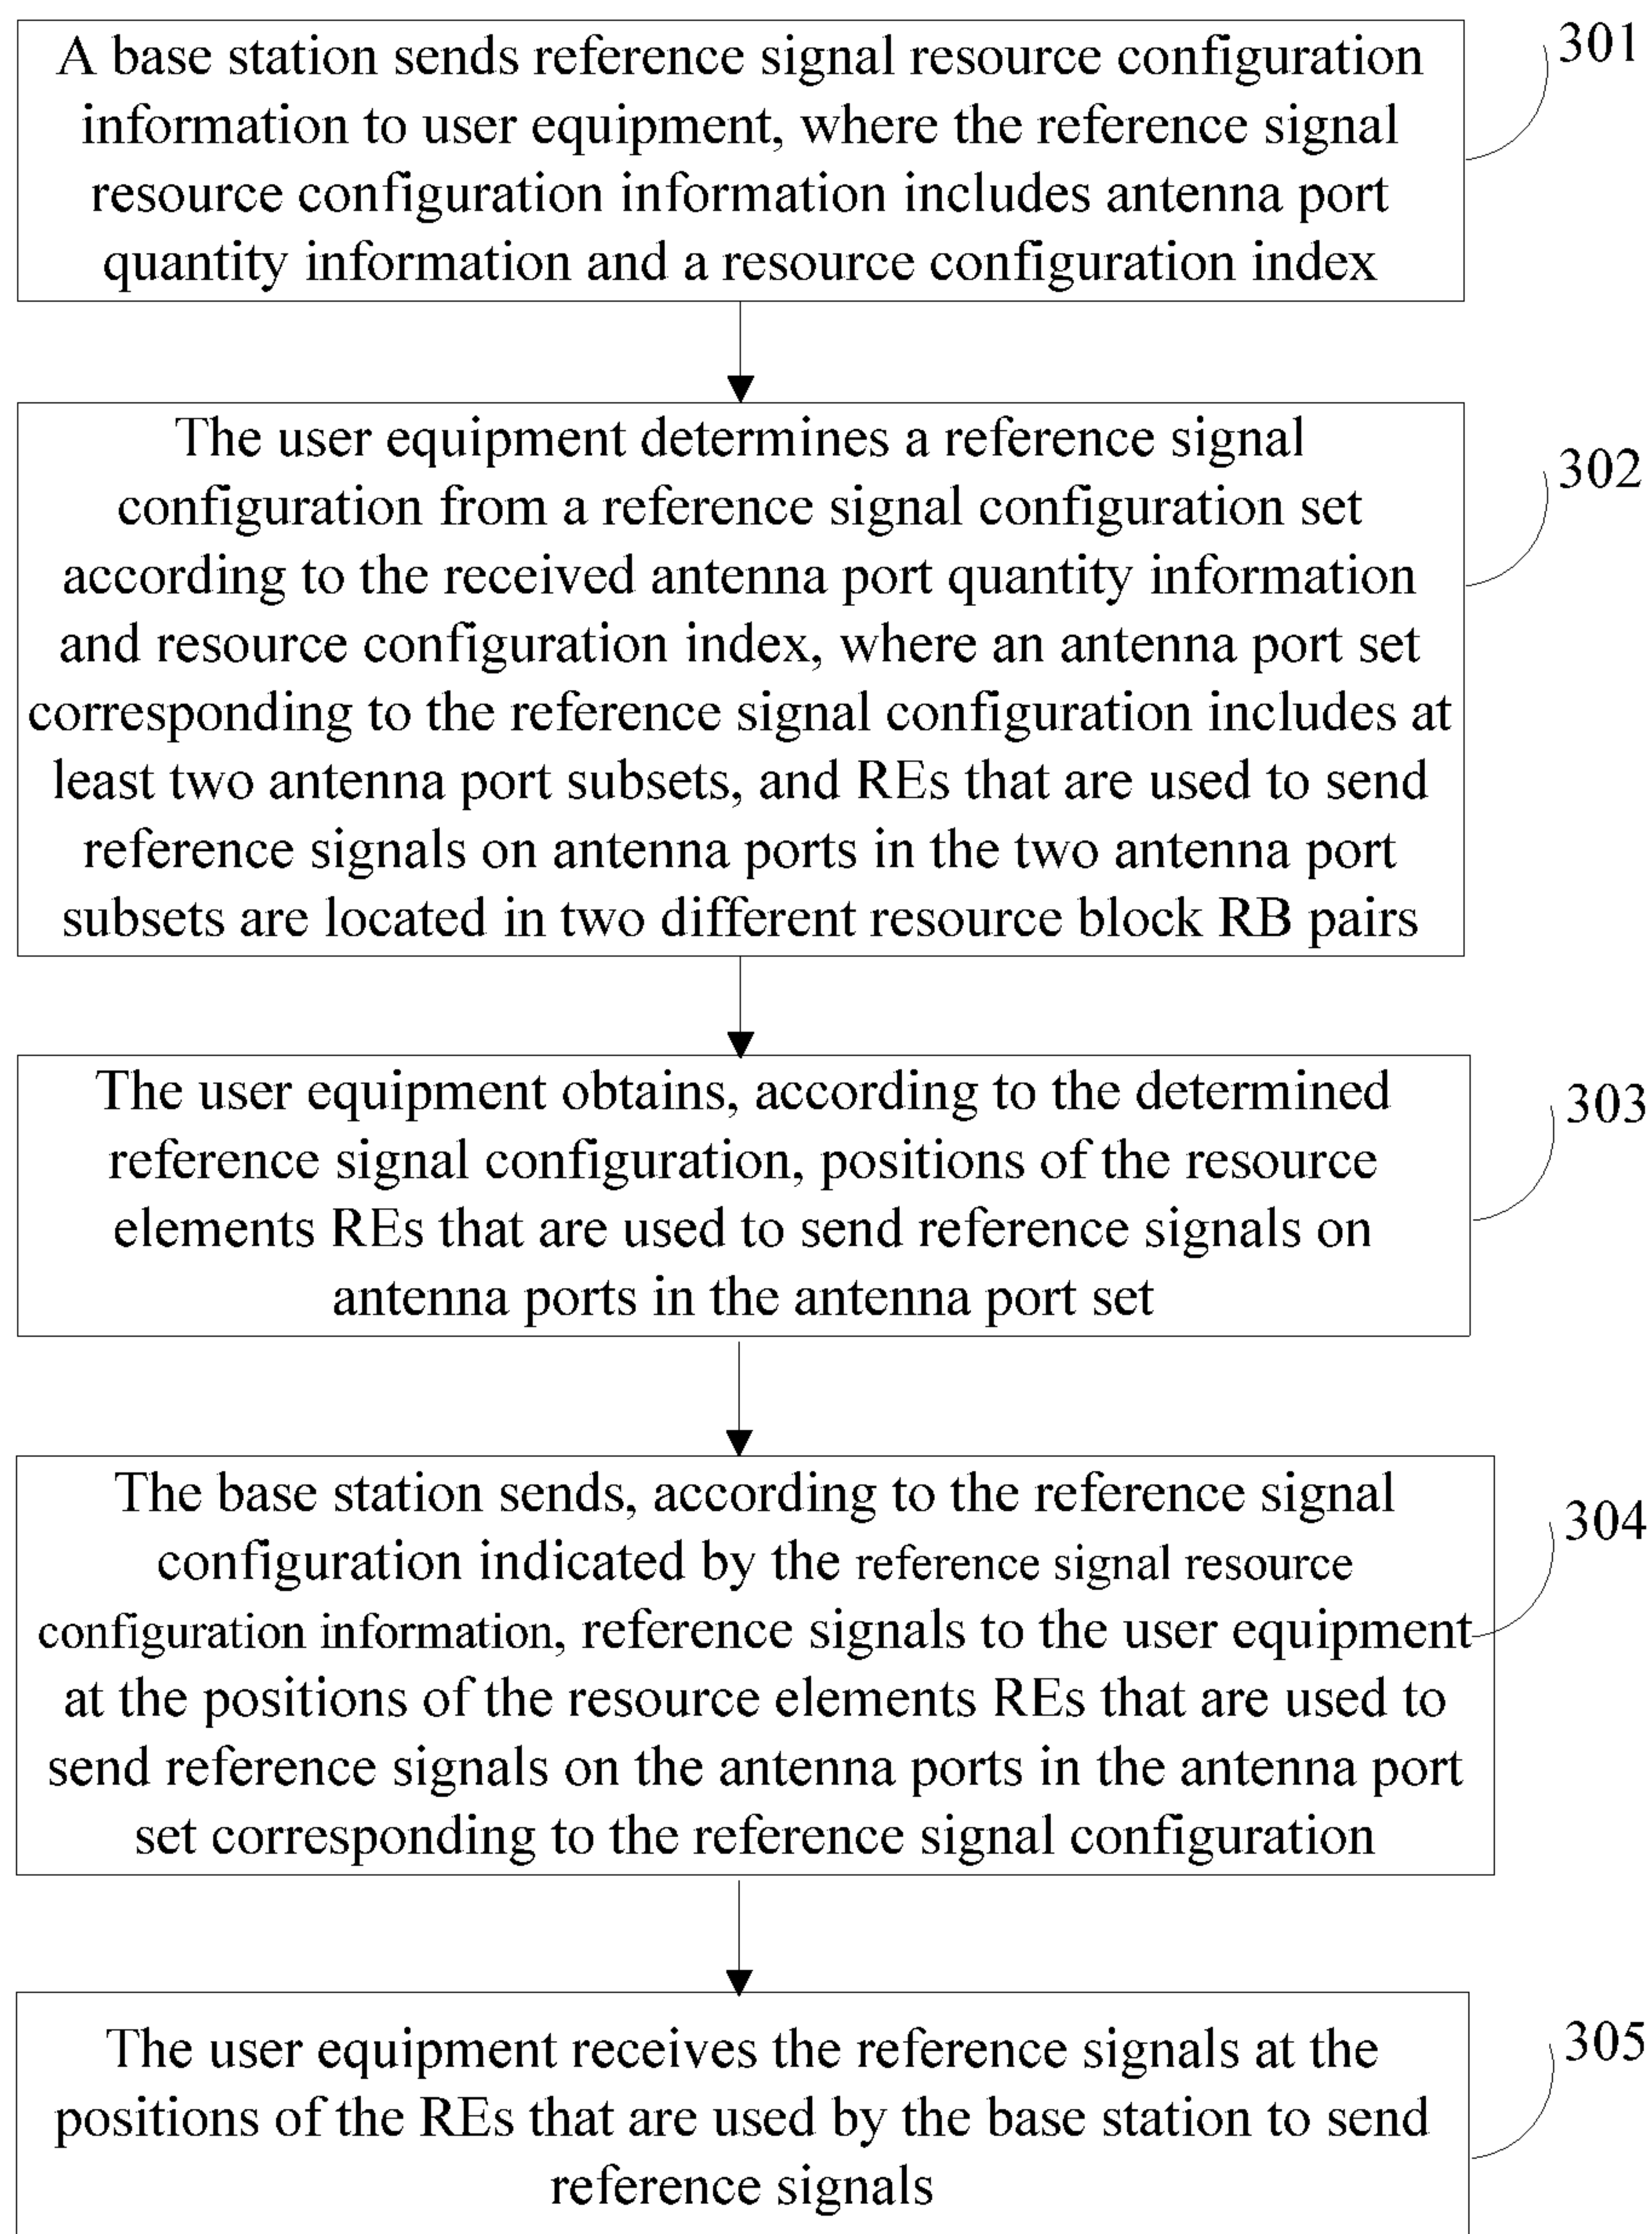 A base station sends reference signal resource configuration
information to user equipment, where the reference signal
resource configuration information includes antenna port
quantity information and a resource configuration index
301
The user equipment determines a reference signal
configuration from a reference signal configuration set
according to the received antenna port quantity information
and resource configuration index, where an antenna port set
corresponding to the reference signal configuration includes at
least two antenna port subsets, and REs that are used to send
reference signals on antenna ports in the two antenna port
subsets are located in two different resource block RB pairs
302
The user equipment obtains, according to the determined
reference signal configuration, positions of the resource
elements REs that are used to send reference signals on
antenna ports in the antenna port set
303
The base station sends, according to the reference signal
configuration indicated by the reference signal resource
configuration information, reference signals to the user equipment
at the positions of the resource elements REs that are used to
send reference signals on the antenna ports in the antenna port
set corresponding to the reference signal configuration
304
The user equipment receives the reference signals at the
positions of the REs that are used by the base station to send
reference signals
305